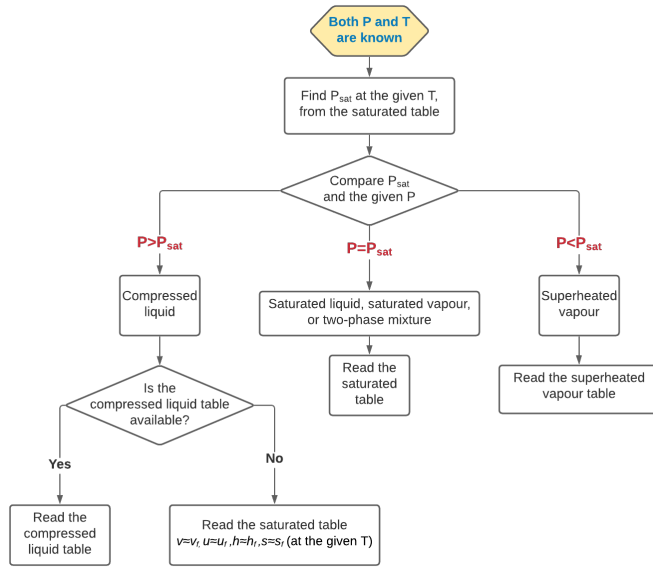 Both P and T
are known
Find Psat at the given T,
from the saturated table
Compare Psat
and the given P
P>Psat
P=Psat
P<Psat
Compressed
liquid
Saturated liquid, saturated vapour,
or two-phase mixture
Superheated
vapour
Read the
saturated
table
Read the superheated
vapour table
Is the
compressed liquid table
available?
Yes
No
Read the
compressed
liquid table
Read the saturated table
v≈vf, u≈uf ,h≈hf ,s≈sf (at the given T)